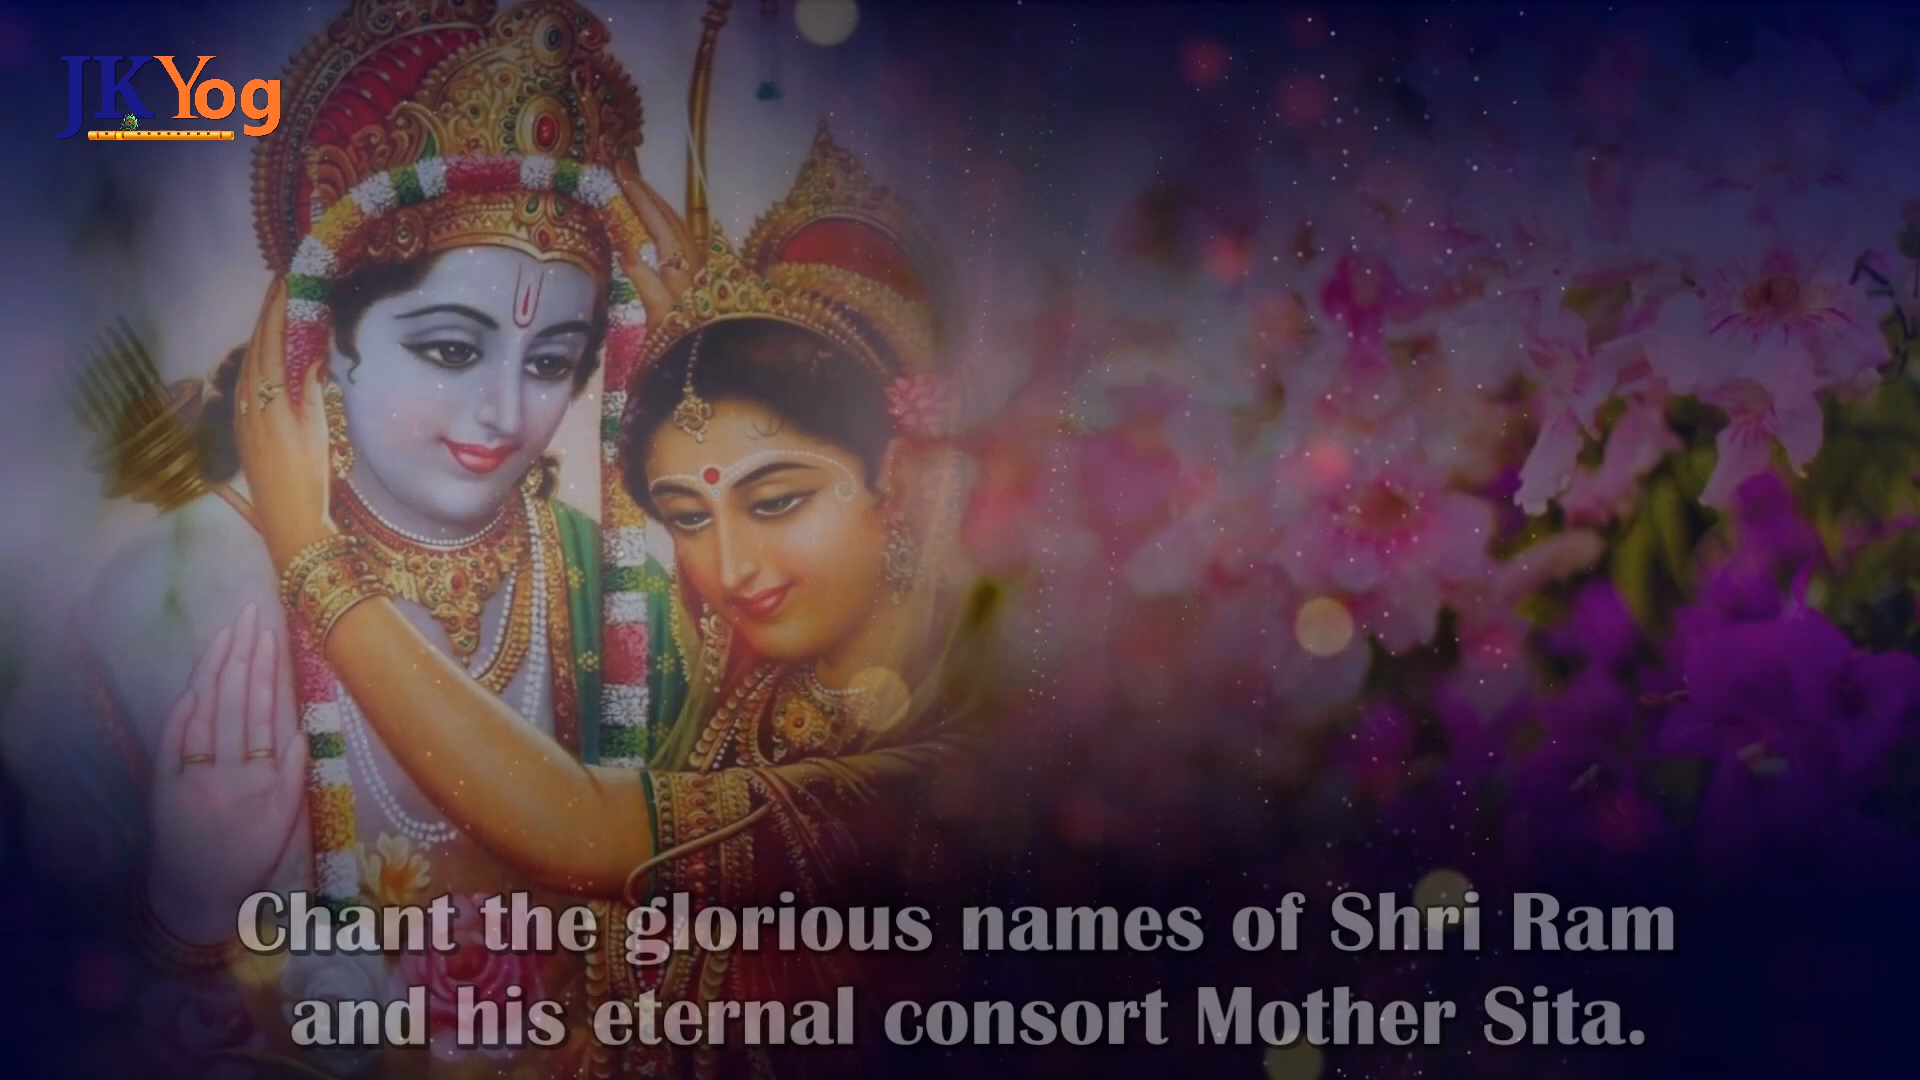 JKYog
Chant the glorious names of Shri Ram
and his eternal consort Mother Sita.